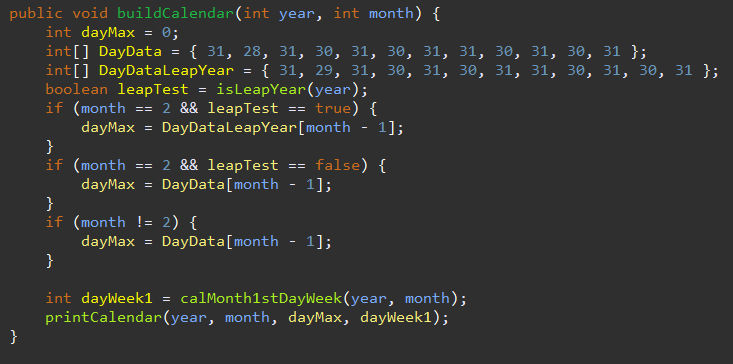 public void buildCalendar(int year, int month) {
    int dayMax = 0;
    int[] DayData = { 31, 28, 31, 30, 31, 30, 31, 31, 30, 31, 30, 31 };
    int[] DayDataLeapYear = { 31, 29, 31, 30, 31, 30, 31, 31, 30, 31, 30, 31 };
    boolean leapTest = isLeapYear(year);
    if (month == 2 && leapTest == true) {
        dayMax = DayDataLeapYear[month - 1];
    }
    if (month == 2 && leapTest == false) {
        dayMax = DayData[month - 1];
    }
    if (month != 2) {
        dayMax = DayData[month - 1];
    }
    int dayWeek1 = calMonth1stDayWeek(year, month);
    printCalendar(year, month, dayMax, dayWeek1);
}